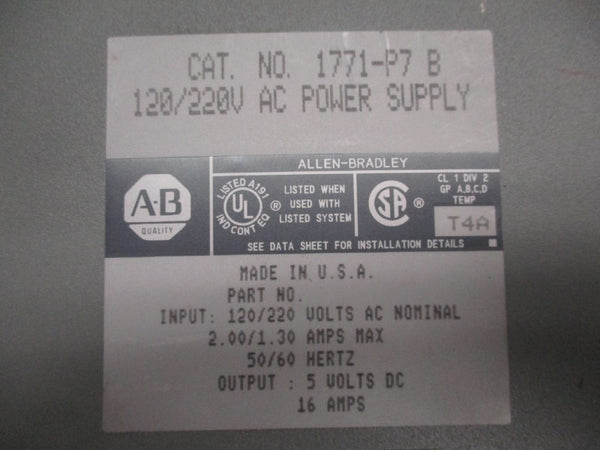 CAT. NO. 1771-P7 B
120/220V AC POWER SUPPLY
ALLEN-BRADLEY
A-B
QUALITY
LISTED A191
UL ®
IND CONT EQ
LISTED WHEN
USED WITH
LISTED SYSTEM
SA ®
CL 1 DIV 2
GP A,B,C,D
TEMP
T4A
SEE DATA SHEET FOR INSTALLATION DETAILS
MADE IN U.S.A.
PART NO.
INPUT: 120/220 VOLTS AC NOMINAL
2.00/1.30 AMPS MAX
50/60 HERTZ
OUTPUT : 5 VOLTS DC
16 AMPS